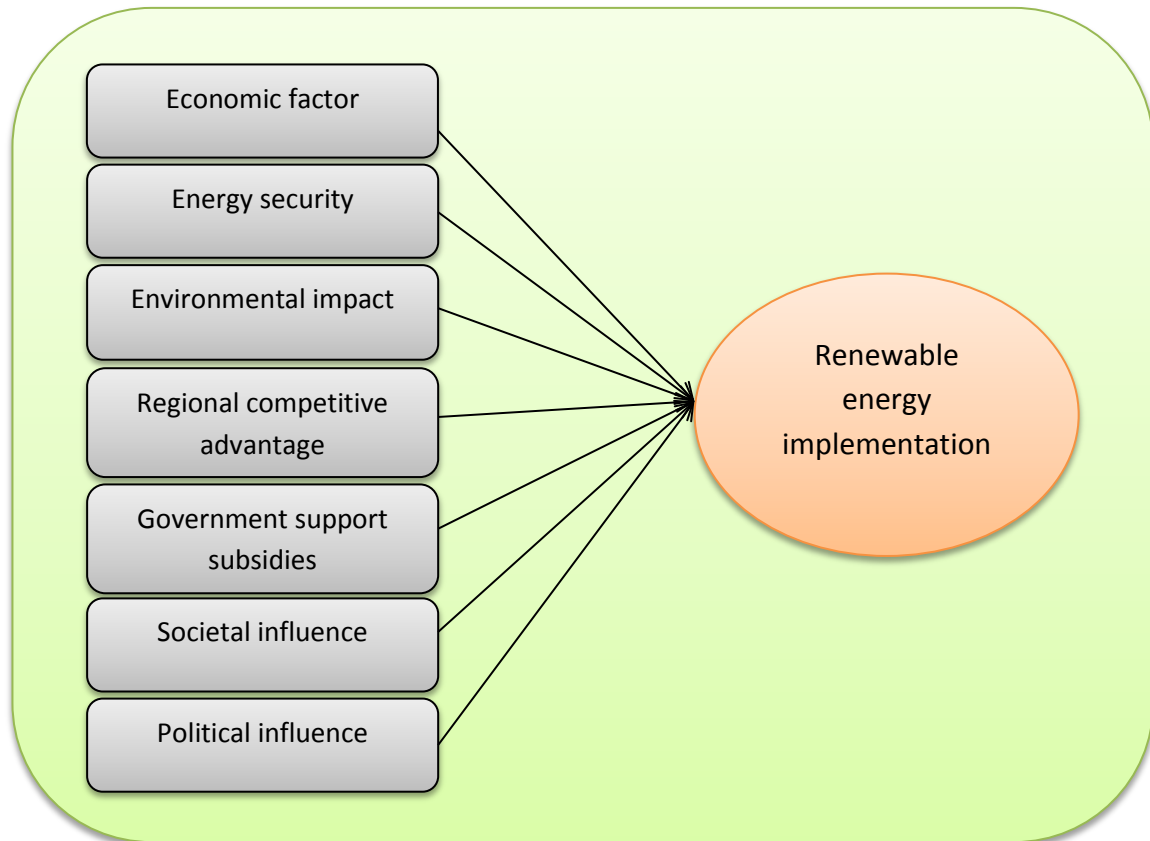 Economic factor
Energy security
Environmental impact
Regional competitive
advantage
Government support
subsidies
Societal influence
Political influence
Renewable
energy
implementation